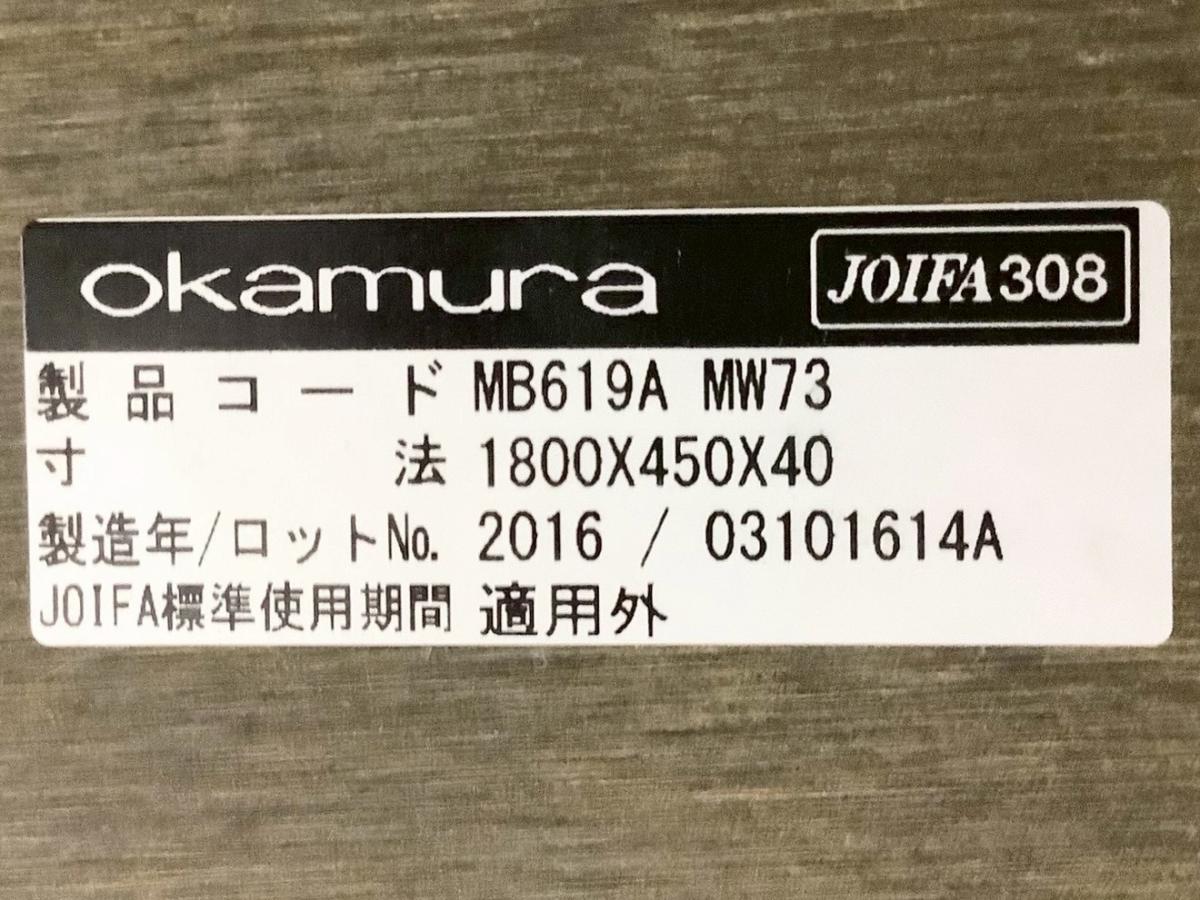 okamura JOIFA308
製品コード MB619A MW73
寸法 1800X450X40
製造年/ロットNo. 2016 / 03101614A
JOIFA標準使用期間 適用外